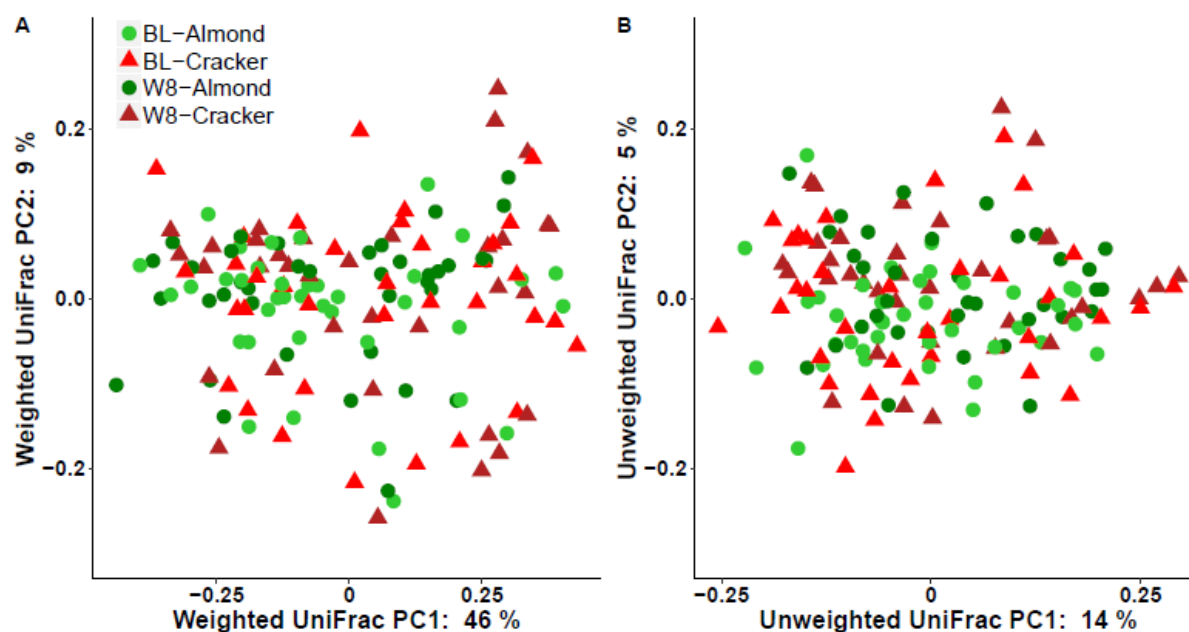 A
BL−Almond
BL−Cracker
W8−Almond
W8−Cracker
Weighted UniFrac PC2: 9 %
0.2
0.0
−0.2
−0.25
0
0.25
Weighted UniFrac PC1: 46 %
B
Unweighted UniFrac PC2: 5 %
0.2
0.0
−0.2
−0.25
0
0.25
Unweighted UniFrac PC1: 14 %